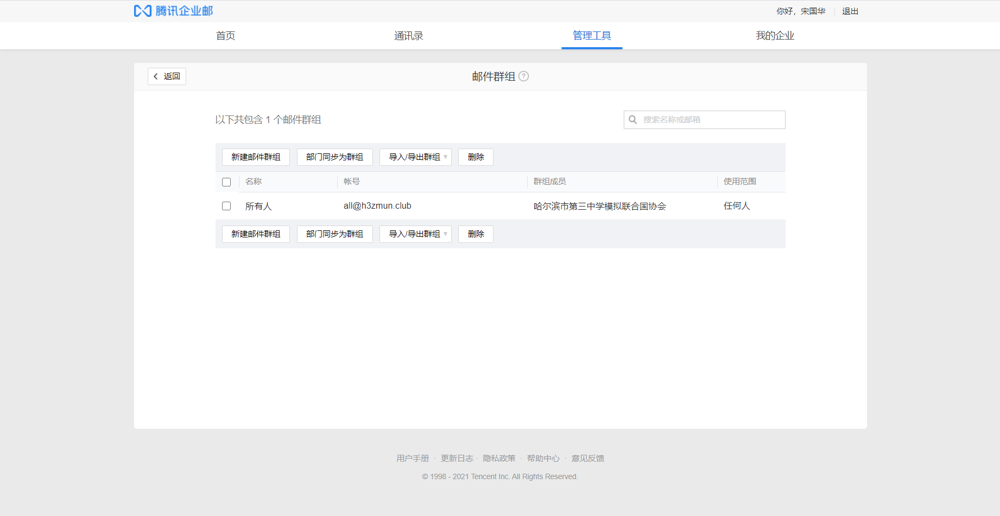 腾讯企业邮
你好，宋国华 退出
首页 通讯录 管理工具 我的企业
返回 邮件群组 ?
以下共包含 1 个邮件群组 搜索名称或邮箱
新建邮件群组 部门同步为群组 导入/导出群组 删除
名称 帐号 群组成员 使用范围
所有人 all@h3zmun.club 哈尔滨市第三中学模拟联合国协会 任何人
新建邮件群组 部门同步为群组 导入/导出群组 删除
用户手册 · 更新日志 · 隐私政策 · 帮助中心 · 意见反馈
© 1998 - 2021 Tencent Inc. All Rights Reserved.